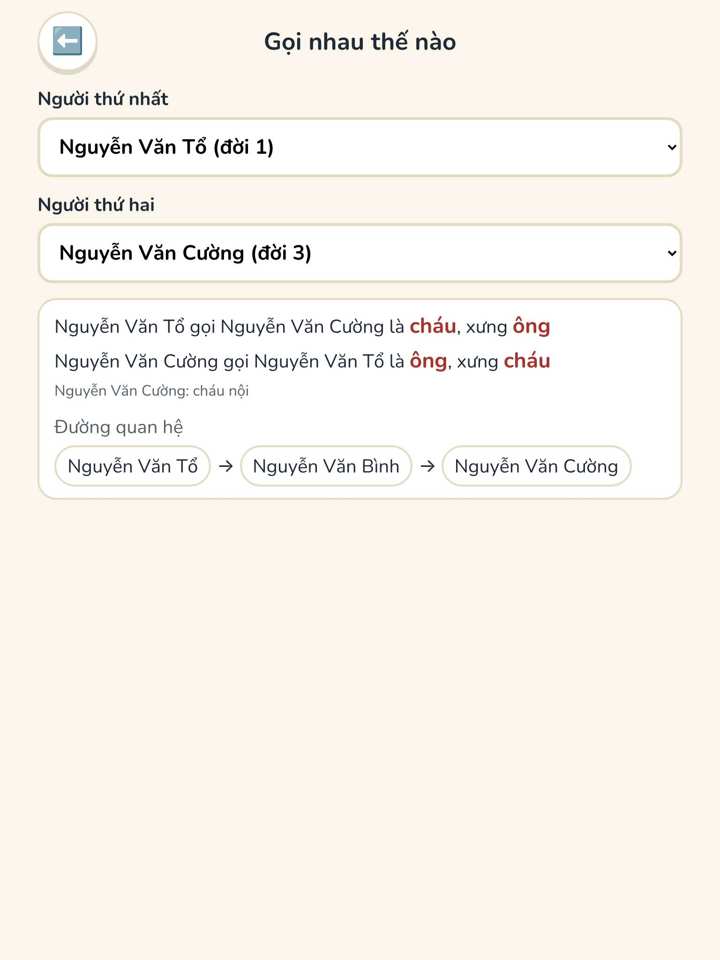 Gọi nhau thế nào
Người thứ nhất
Nguyễn Văn Tổ (đời 1)
Người thứ hai
Nguyễn Văn Cường (đời 3)
Nguyễn Văn Tổ gọi Nguyễn Văn Cường là cháu, xưng ông
Nguyễn Văn Cường gọi Nguyễn Văn Tổ là ông, xưng cháu
Nguyễn Văn Cường: cháu nội
Đường quan hệ
Nguyễn Văn Tổ → Nguyễn Văn Bình → Nguyễn Văn Cường